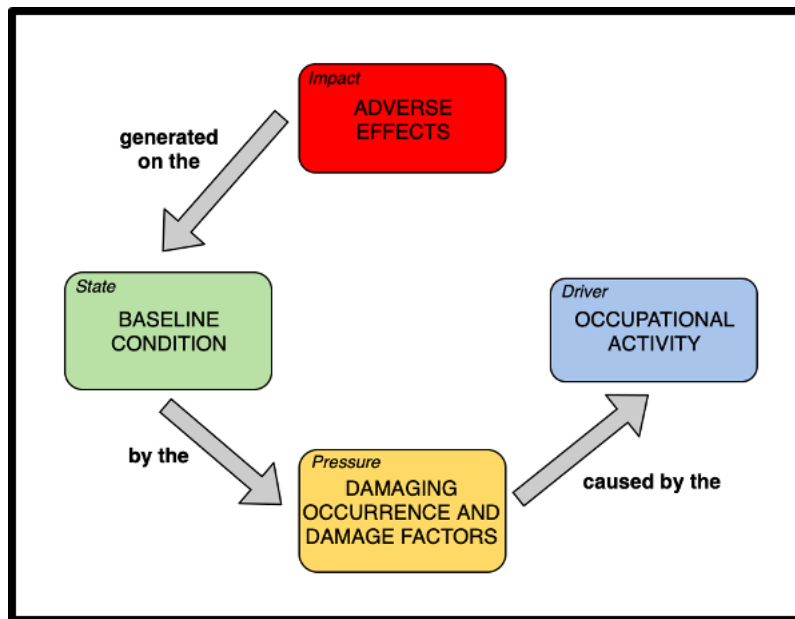 Impact
ADVERSE
EFFECTS
generated
on the
State
BASELINE
CONDITION
Driver
OCCUPATIONAL
ACTIVITY
by the
Pressure
DAMAGING
OCCURRENCE AND
DAMAGE FACTORS
caused by the